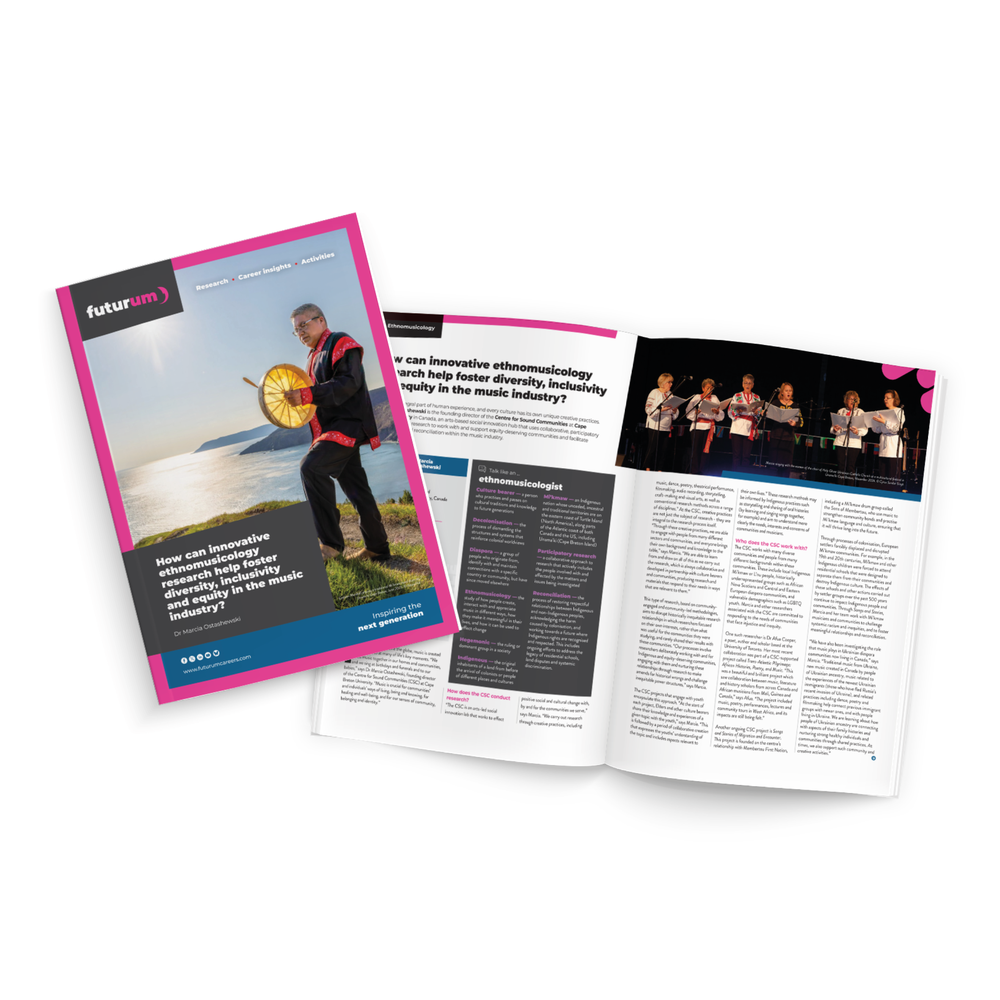 futurum
Research • Career insights • Activities
How can innovative
ethnomusicology
research help foster
diversity, inclusivity
and equity in the music
industry?
Dr Marcia Ostashewski
Inspiring the
next generation
www.futurumcareers.com
Ethnomusicology
can innovative ethnomusicology
help foster diversity, inclusivity
equity in the music industry?
part of human experience, and every culture has its own unique creative practices.
is the founding director of the Centre for Sound Communities at Cape
in Canada, an arts-based social innovation hub that uses collaborative, participatory
research to work with and support equity-deserving communities and facilitate
reconciliation within the music industry.
Canada
the globe, music is created
at many of life's key moments. "We
music together in our homes and communities,
and we sing at birthdays and funerals and to our
babies," says Dr Marcia Ostashewski, founding director
of the Centre for Sound Communities (CSC) at Cape
Breton University. "Music is crucial for communities'
and individuals' ways of living, being and knowing, for
healing and well-being, and for our senses of community,
belonging and identity."
Talk like an ...
ethnomusicologist
Culture bearer — a person
who practises and passes on
cultural traditions and knowledge
to future generations
Decolonisation — the
process of dismantling the
structures and systems that
reinforce colonial worldviews
Diaspora — a group of
people who originate from,
identify with and maintain
connections with a specific
country or community, but have
since moved elsewhere
Ethnomusicology — the
study of how people create,
interact with and appreciate
music in different ways, how
they make it meaningful in their
lives, and how it can be used to
effect change
Hegemonic — the ruling or
dominant group in a society
Indigenous — the original
inhabitants of a land from before
the arrival of colonists or people
of different places and cultures
Mi'kmaw — an Indigenous
nation whose unceded, ancestral
and traditional territories are on
the eastern coast of Turtle Island
(North America), along parts
of the Atlantic coast of both
Canada and the US, including
Unama'ki (Cape Breton Island)
Participatory research
— a collaborative approach to
research that actively includes
the people involved with and
affected by the matters and
issues being investigated
Reconciliation — the
process of restoring respectful
relationships between Indigenous
and non-Indigenous peoples,
acknowledging the harm
caused by colonisation, and
working towards a future where
Indigenous rights are recognised
and respected. This includes
ongoing efforts to address the
legacy of residential schools,
land disputes and systemic
discrimination.
How does the CSC conduct
research?
"The CSC is an arts-led social
innovation lab that works to effect
positive social and cultural change with,
by and for the communities we serve,"
says Marcia. "We carry out research
through creative practices, including
Marcia singing with the women of the choir of Holy Ghost Ukrainian Catholic Church at a multicultural festival in
Unama'ki Cape Breton, November 2024.
music, dance, poetry, theatrical performance,
filmmaking, audio recording, storytelling,
craft-making and visual arts, as well as
conventional research methods across a range
of disciplines." At the CSC, creative practices
are not just the subject of research - they are
integral to the research process itself.
"Through these creative practices, we are able
to engage with people from many different
sectors and communities, and everyone brings
their own background and knowledge to the
table," says Marcia. "We are able to learn
from and draw on all of this as we carry out
the research, which is always collaborative and
developed in partnership with culture bearers
and communities, producing research and
materials that respond to their needs in ways
that are relevant to them."
This type of research, based on community-
engaged and community-led methodologies,
aims to disrupt historically inequitable research
relationships in which researchers focused
on their own interests, rather than what
was useful for the communities they were
studying, and rarely shared their results with
these communities. "Our processes involve
researchers deliberately working with and for
Indigenous and equity-deserving communities,
engaging with them and nurturing these
relationships through research to make
amends for historical wrongs and challenge
inequitable power structures," says Marcia.
The CSC projects that engage with youth
encapsulate this approach. "At the start of
each project, Elders and other culture bearers
share their knowledge and experiences of a
given topic with the youth," says Marcia. "This
is followed by a period of collaborative creation
that expresses the youths' understanding of
the topic and includes aspects relevant to
their own lives." These research methods may
be informed by Indigenous practices such
as storytelling and sharing of oral histories
(by learning and singing songs together,
for example) and aim to understand more
clearly the needs, interests and concerns of
communities and musicians.
Who does the CSC work with?
The CSC works with many diverse
communities and people from many
different backgrounds within these
communities. These include local Indigenous
Mi'kmaw or L'nu people, historically
underrepresented groups such as African
Nova Scotians and Central and Eastern
European diaspora communities, and
vulnerable demographics such as LGBTQ
youth. Marcia and other researchers
associated with the CSC are committed to
responding to the needs of communities
that face injustice and inequity.
One such researcher is Dr Afua Cooper,
a poet, author and scholar based at the
University of Toronto. Her most recent
collaboration was part of a CSC-supported
project called Trans-Atlantic Pilgrimage:
African Histories, Poetry, and Music. "This
was a beautiful and brilliant project which
saw collaboration between music, literature
and history scholars from across Canada and
African musicians from Mali, Guinea and
Canada," says Afua. "The project included
music, poetry, performances, lectures and
community tours in West Africa, and its
impacts are still being felt."
Another ongoing CSC project is Songs
and Stories of Migration and Encounter.
This project is founded on the centre's
relationship with Membertou First Nation,
including a Mi'kmaw drum group called
the Sons of Membertou, who use music to
strengthen community bonds and practise
Mi'kmaw language and culture, ensuring that
it will thrive long into the future.
Through processes of colonisation, European
settlers forcibly displaced and disrupted
Mi'kmaw communities. For example, in the
19th and 20th centuries, Mi'kmaw and other
Indigenous children were forced to attend
residential schools that were designed to
separate them from their communities and
destroy Indigenous culture. The effects of
these schools and other actions carried out
by settler groups over the past 500 years
continue to impact Indigenous people and
communities. Through Songs and Stories,
Marcia and her team work with Mi'kmaw
musicians and communities to challenge
systemic racism and inequities, and to foster
meaningful relationships and reconciliation.
"We have also been investigating the role
that music plays in Ukrainian diaspora
communities now living in Canada," says
Marcia. "Traditional music from Ukraine,
new music created in Canada by people
of Ukrainian ancestry, music related to
the experiences of the newest Ukrainian
immigrants (those who have fled Russia's
recent invasion of Ukraine), and related
practices including dance, poetry and
filmmaking help connect previous immigrant
groups with newer ones, and with people
living in Ukraine. We are learning about how
people of Ukrainian ancestry are connecting
with aspects of their family histories and
nurturing strong healthy individuals and
communities through shared practices. At
times, we also support such community and
creative activities."